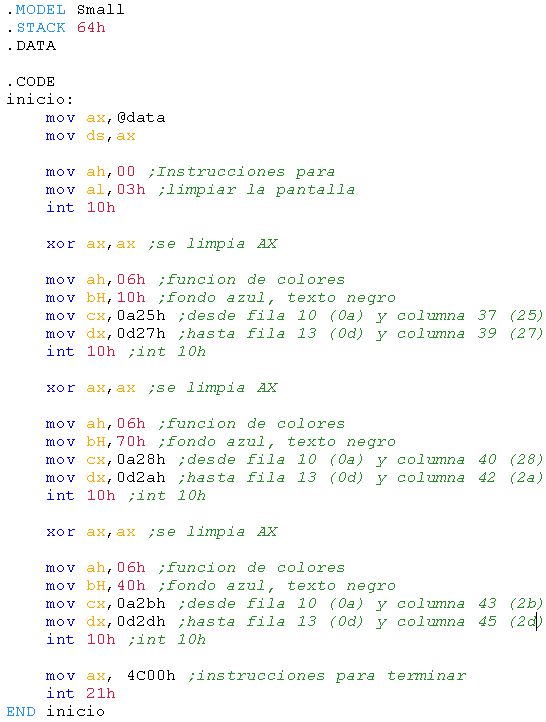 .MODEL Small
.STACK 64h
.DATA

.CODE
inicio:
    mov ax,@data
    mov ds,ax

    mov ah,00 ;Instrucciones para
    mov al,03h ;limpiar la pantalla
    int 10h

    xor ax,ax ;se limpia AX

    mov ah,06h ;funcion de colores
    mov bH,10h ;fondo azul, texto negro
    mov cx,0a25h ;desde fila 10 (0a) y columna 37 (25)
    mov dx,0d27h ;hasta fila 13 (0d) y columna 39 (27)
    int 10h ;int 10h

    xor ax,ax ;se limpia AX

    mov ah,06h ;funcion de colores
    mov bH,70h ;fondo azul, texto negro
    mov cx,0a28h ;desde fila 10 (0a) y columna 40 (28)
    mov dx,0d2ah ;hasta fila 13 (0d) y columna 42 (2a)
    int 10h ;int 10h

    xor ax,ax ;se limpia AX

    mov ah,06h ;funcion de colores
    mov bH,40h ;fondo azul, texto negro
    mov cx,0a2bh ;desde fila 10 (0a) y columna 43 (2b)
    mov dx,0d2dh ;hasta fila 13 (0d) y columna 45 (2d)
    int 10h ;int 10h

    mov ax, 4C00h ;instrucciones para terminar
    int 21h
END inicio